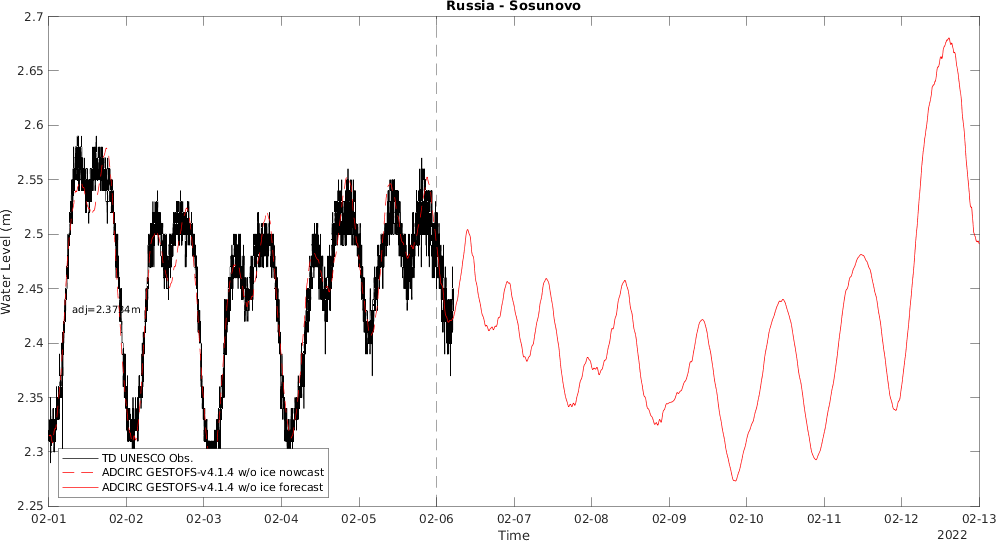 Russia - Sosunovo
2.7
2.65
2.6
2.55
2.5
2.45
2.4
2.35
2.3
2.25
Water Level (m)
adj=2.3734m
TD UNESCO Obs.
ADCIRC GESTOFS-v4.1.4 w/o ice nowcast
ADCIRC GESTOFS-v4.1.4 w/o ice forecast
02-01 02-02 02-03 02-04 02-05 02-06 02-07 02-08 02-09 02-10 02-11 02-12 02-13
Time
2022